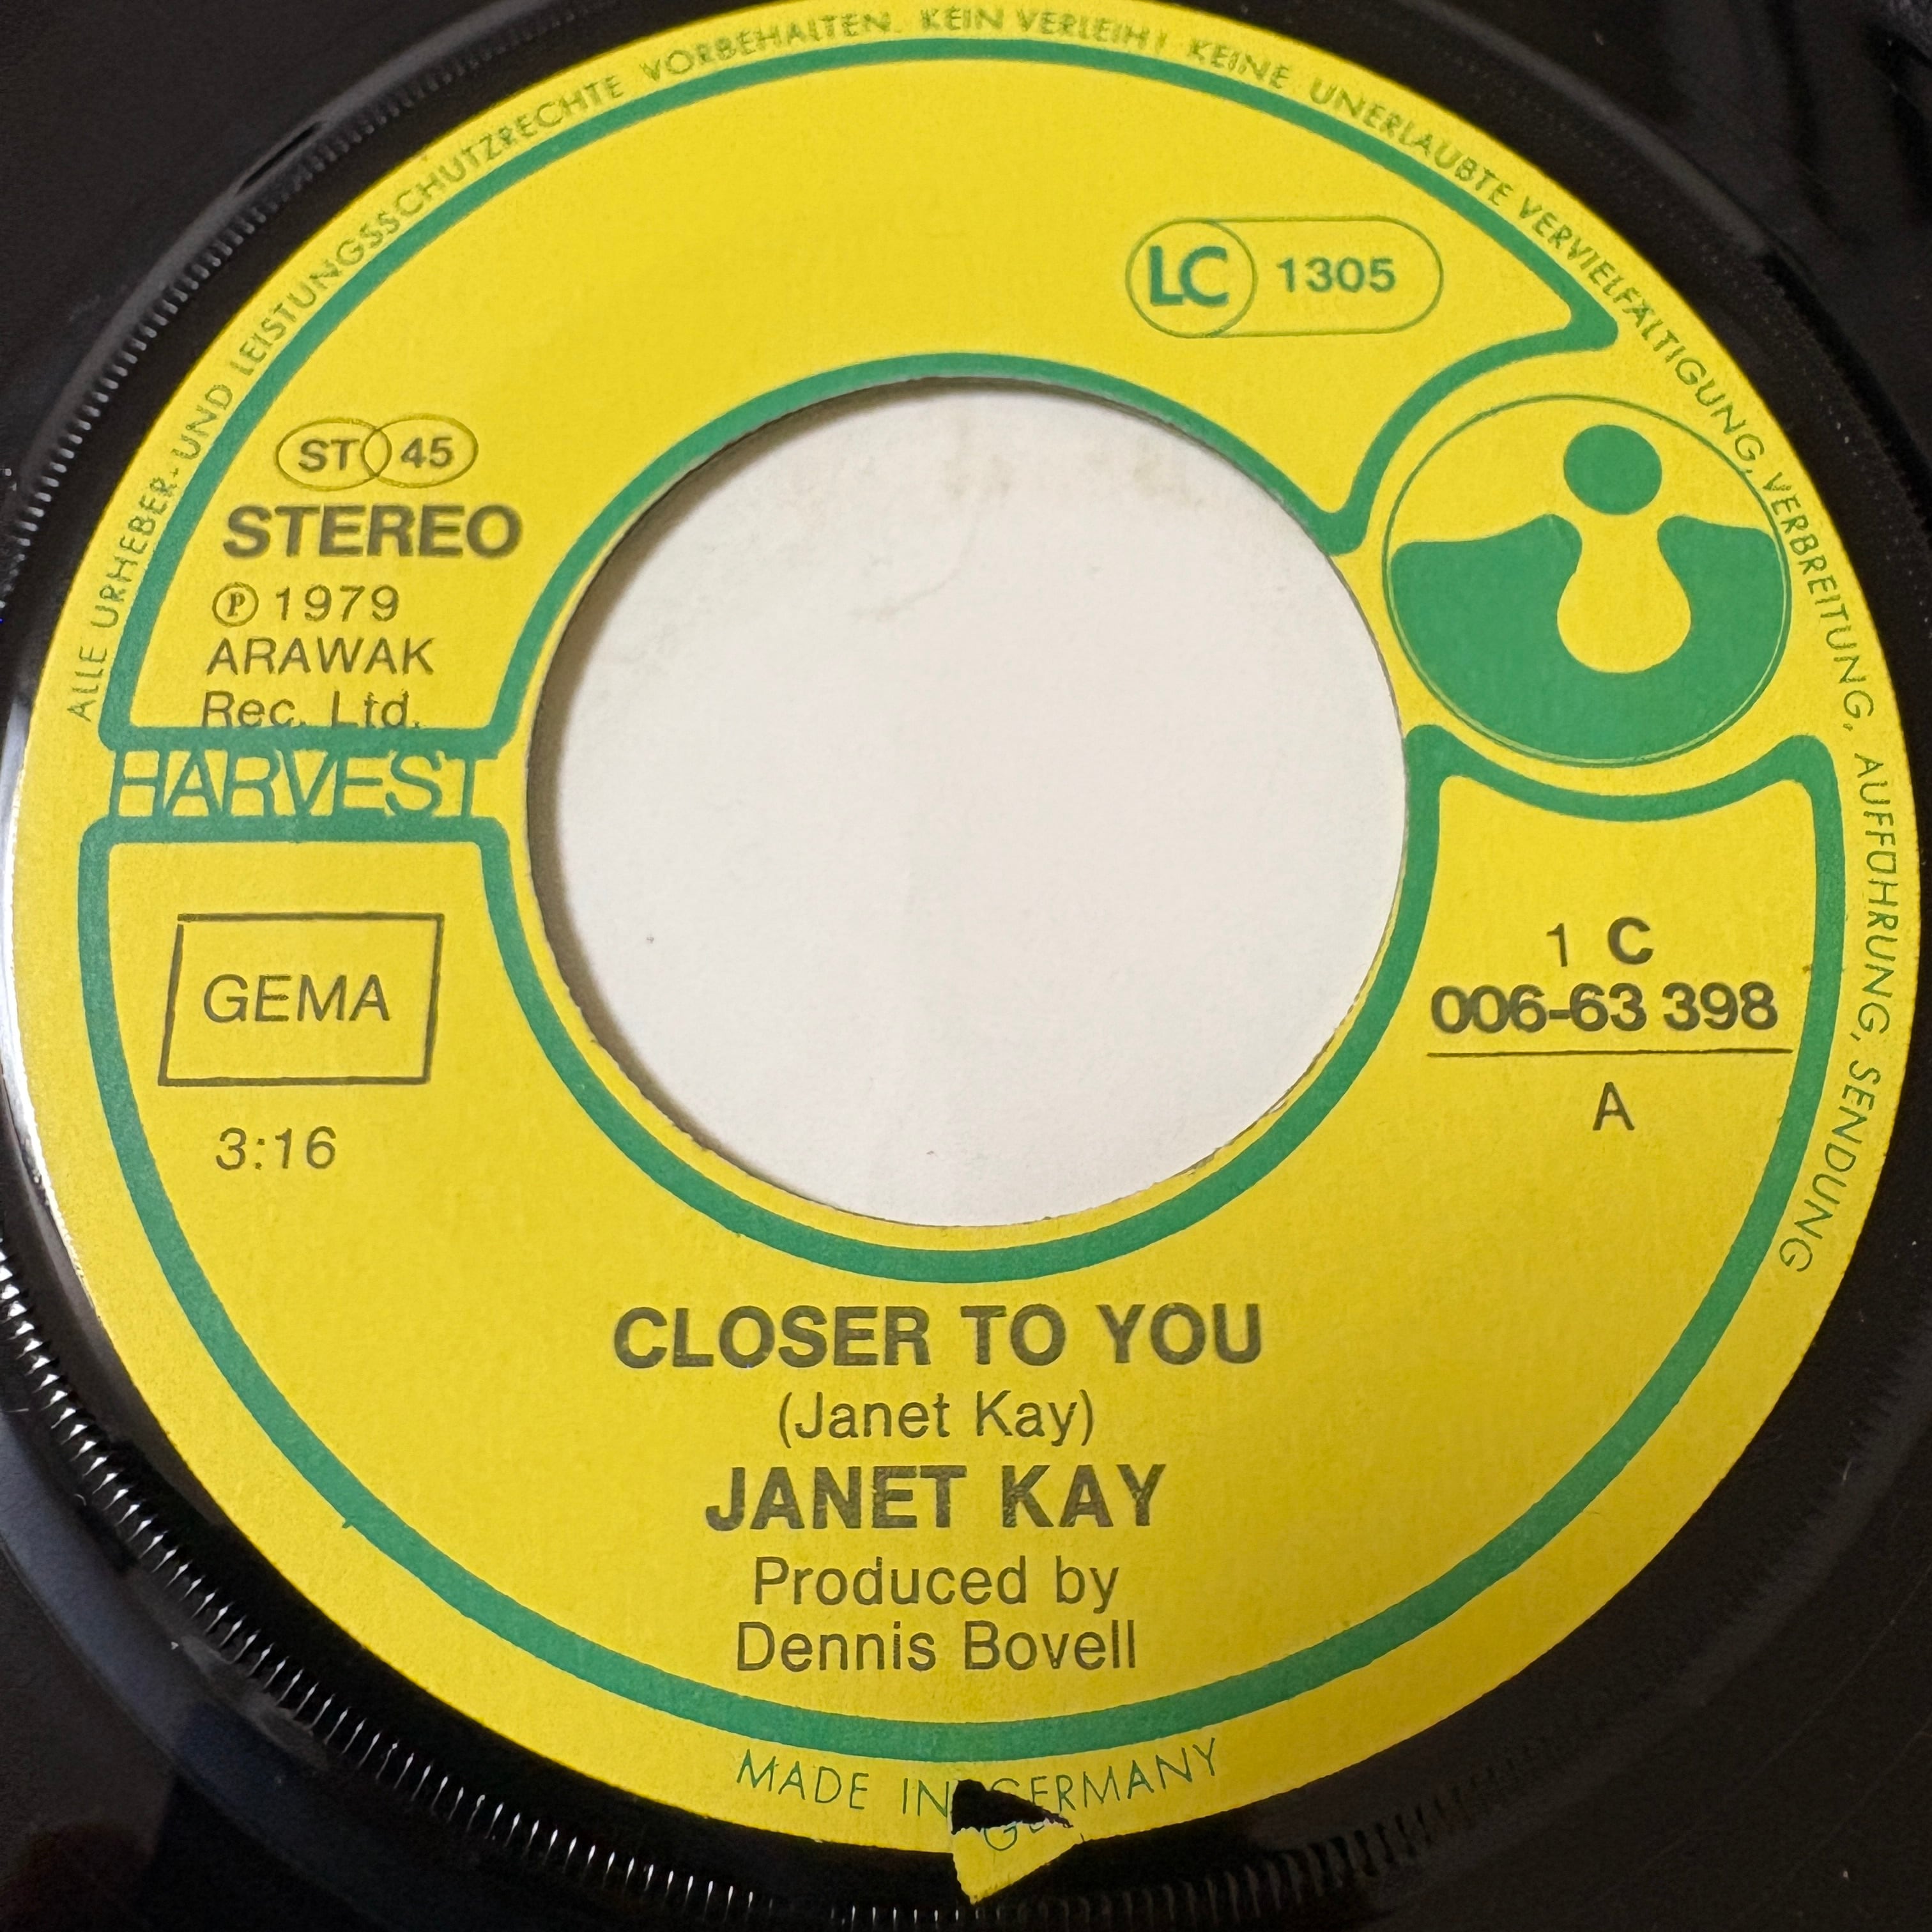 ALLE URHEBER- UND LEISTUNGSSCHUTZRECHTE VORBEHALTEN. KEIN VERLEIH! KEINE UNERLAUBTE VERVIELFÄLTIGUNG, VERBREITUNG, AUFFÜHRUNG, SENDUNG
LC 1305
ST 45
STEREO
Ⓟ 1979
ARAWAK
Rec. Ltd.
HARVEST
GEMA
3:16
1 C
006-63 398
A
CLOSER TO YOU
(Janet Kay)
JANET KAY
Produced by
Dennis Bovell
MADE IN GERMANY